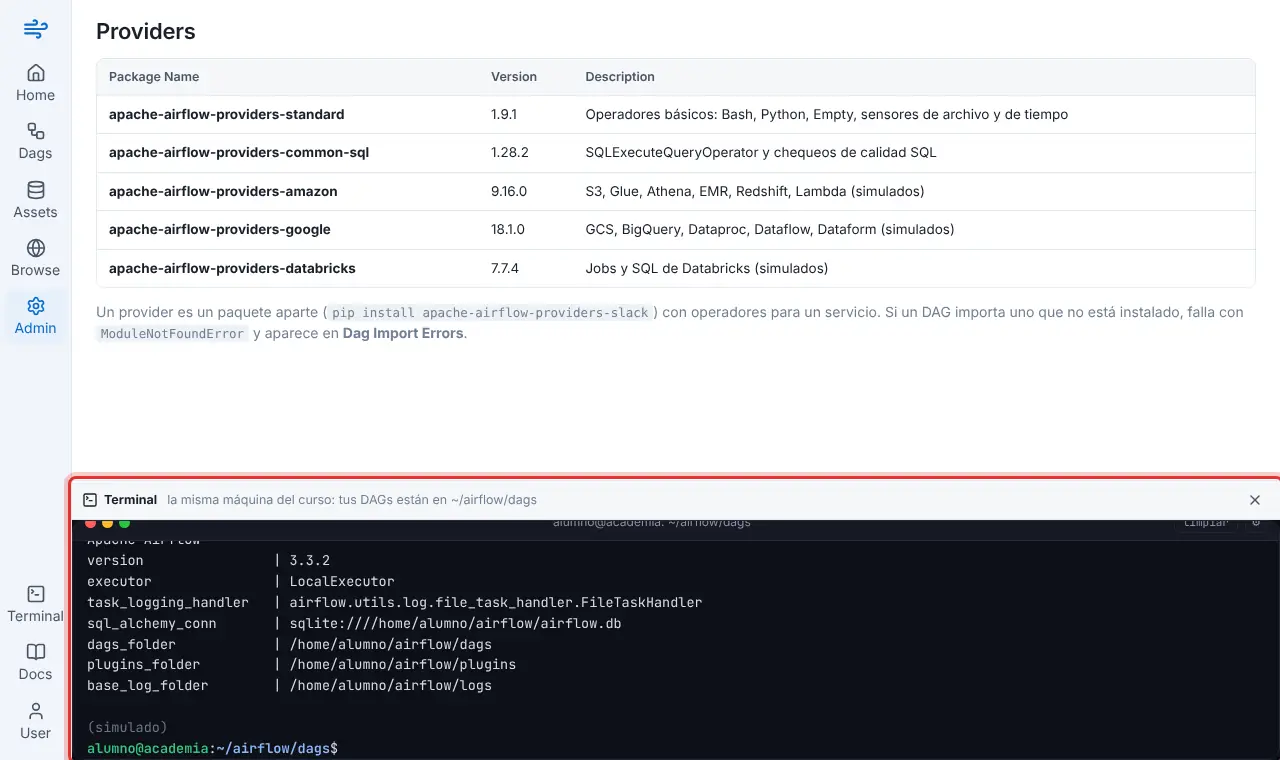 Providers
Home
Dags
Assets
Browse
Admin
Terminal
Docs
User
Package Name Version Description
apache-airflow-providers-standard 1.9.1 Operadores básicos: Bash, Python, Empty, sensores de archivo y de tiempo
apache-airflow-providers-common-sql 1.28.2 SQLExecuteQueryOperator y chequeos de calidad SQL
apache-airflow-providers-amazon 9.16.0 S3, Glue, Athena, EMR, Redshift, Lambda (simulados)
apache-airflow-providers-google 18.1.0 GCS, BigQuery, Dataproc, Dataflow, Dataform (simulados)
apache-airflow-providers-databricks 7.7.4 Jobs y SQL de Databricks (simulados)
Un provider es un paquete aparte ( pip install apache-airflow-providers-slack ) con operadores para un servicio. Si un DAG importa uno que no está instalado, falla con
ModuleNotFoundError y aparece en Dag Import Errors.
Terminal la misma máquina del curso: tus DAGs están en ~/airflow/dags
alumno@academia: ~/airflow/dags limpiar
Apache Airflow
version | 3.3.2
executor | LocalExecutor
task_logging_handler | airflow.utils.log.file_task_handler.FileTaskHandler
sql_alchemy_conn | sqlite:////home/alumno/airflow/airflow.db
dags_folder | /home/alumno/airflow/dags
plugins_folder | /home/alumno/airflow/plugins
base_log_folder | /home/alumno/airflow/logs
(simulado)
alumno@academia:~/airflow/dags$